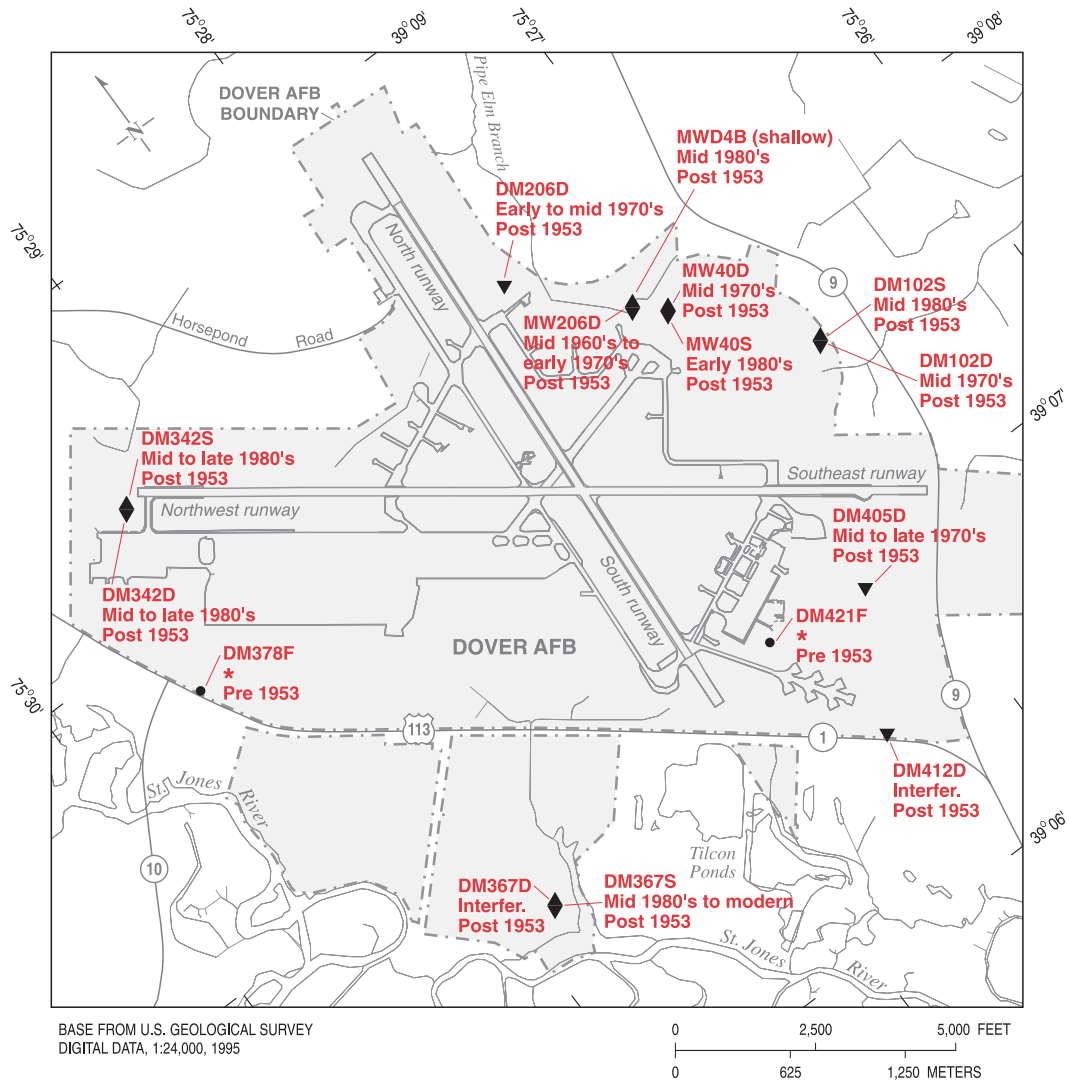 75°28'
39°09'
75°27'
75°26'
39°08'
DOVER AFB
BOUNDARY
Pipe Elm Branch
N
MWD4B (shallow)
Mid 1980's
Post 1953
DM206D
Early to mid 1970's
Post 1953
75°29'
North runway
MW40D
Mid 1970's
Post 1953
9
DM102S
Mid 1980's
Post 1953
Horsepond Road
MW206D
Mid 1960's to
early 1970's
Post 1953
MW40S
Early 1980's
Post 1953
DM102D
Mid 1970's
Post 1953
39°07'
DM342S
Mid to late 1980's
Post 1953
Southeast runway
Northwest runway
DM405D
Mid to late 1970's
Post 1953
South runway
DM342D
Mid to late 1980's
Post 1953
DM421F
*
Pre 1953
DOVER AFB
DM378F
*
Pre 1953
75°30'
9
113
1
DM412D
Interfer.
Post 1953
St. Jones River
39°06'
10
Tilcon
Ponds
DM367D
Interfer.
Post 1953
DM367S
Mid 1980's to modern
Post 1953
St. Jones River
BASE FROM U.S. GEOLOGICAL SURVEY
DIGITAL DATA, 1:24,000, 1995
0 2,500 5,000 FEET
0 625 1,250 METERS